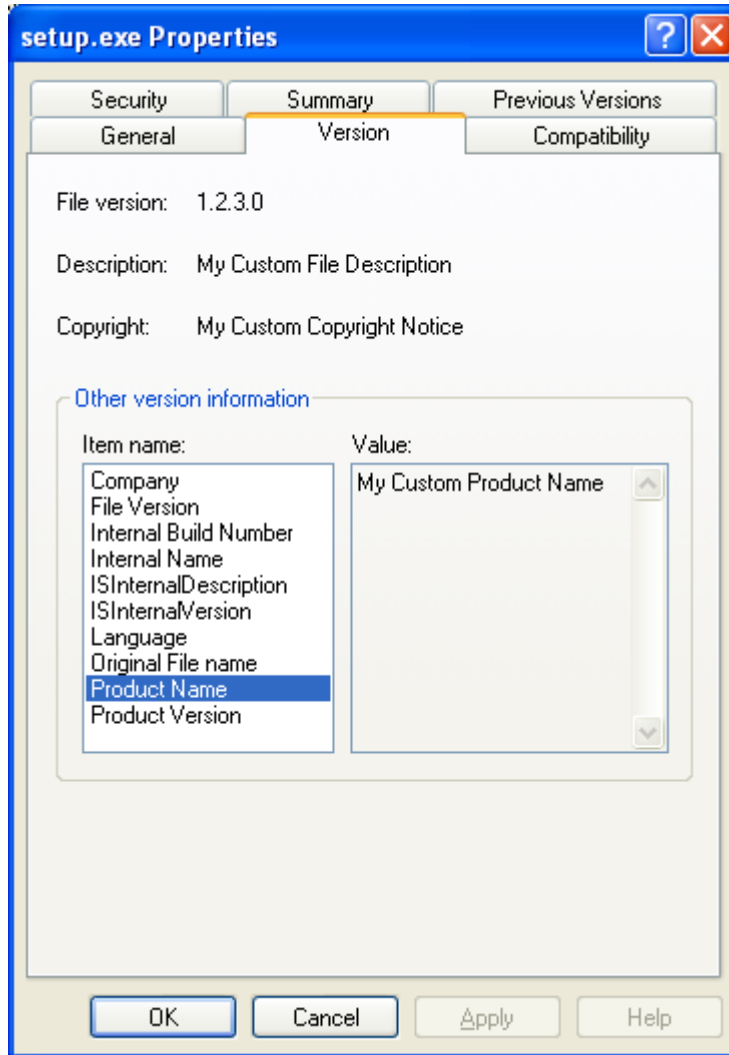 setup.exe Properties
Security Summary Previous Versions
General Version Compatibility
File version: 1.2.3.0
Description: My Custom File Description
Copyright: My Custom Copyright Notice
Other version information
Item name: Value:
Company My Custom Product Name
File Version
Internal Build Number
Internal Name
ISInternalDescription
ISInternalVersion
Language
Original File name
Product Name
Product Version
OK Cancel Apply Help